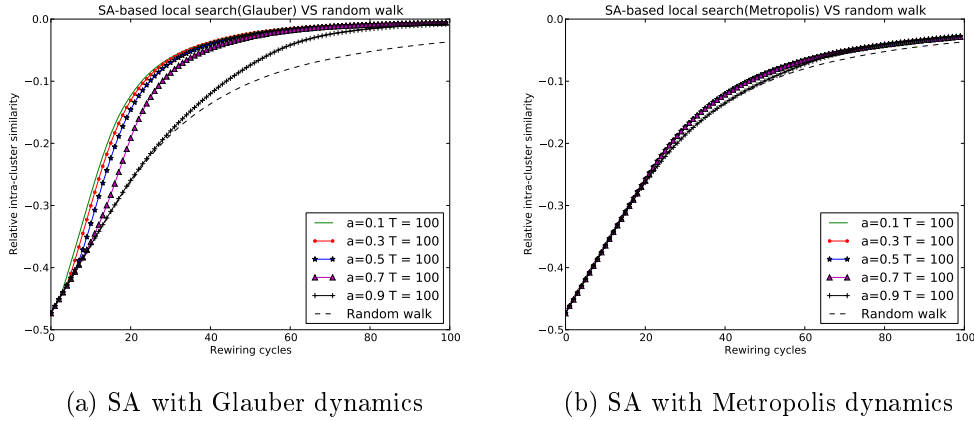 SA-based local search(Glauber) VS random walk
0.0
−0.1
−0.2
−0.3
−0.4
−0.5
Relative intra-cluster similarity
a=0.1 T = 100
a=0.3 T = 100
a=0.5 T = 100
a=0.7 T = 100
a=0.9 T = 100
Random walk
0 20 40 60 80 100
Rewiring cycles
(a) SA with Glauber dynamics
SA-based local search(Metropolis) VS random walk
0.0
−0.1
−0.2
−0.3
−0.4
−0.5
Relative intra-cluster similarity
a=0.1 T = 100
a=0.3 T = 100
a=0.5 T = 100
a=0.7 T = 100
a=0.9 T = 100
Random walk
0 20 40 60 80 100
Rewiring cycles
(b) SA with Metropolis dynamics